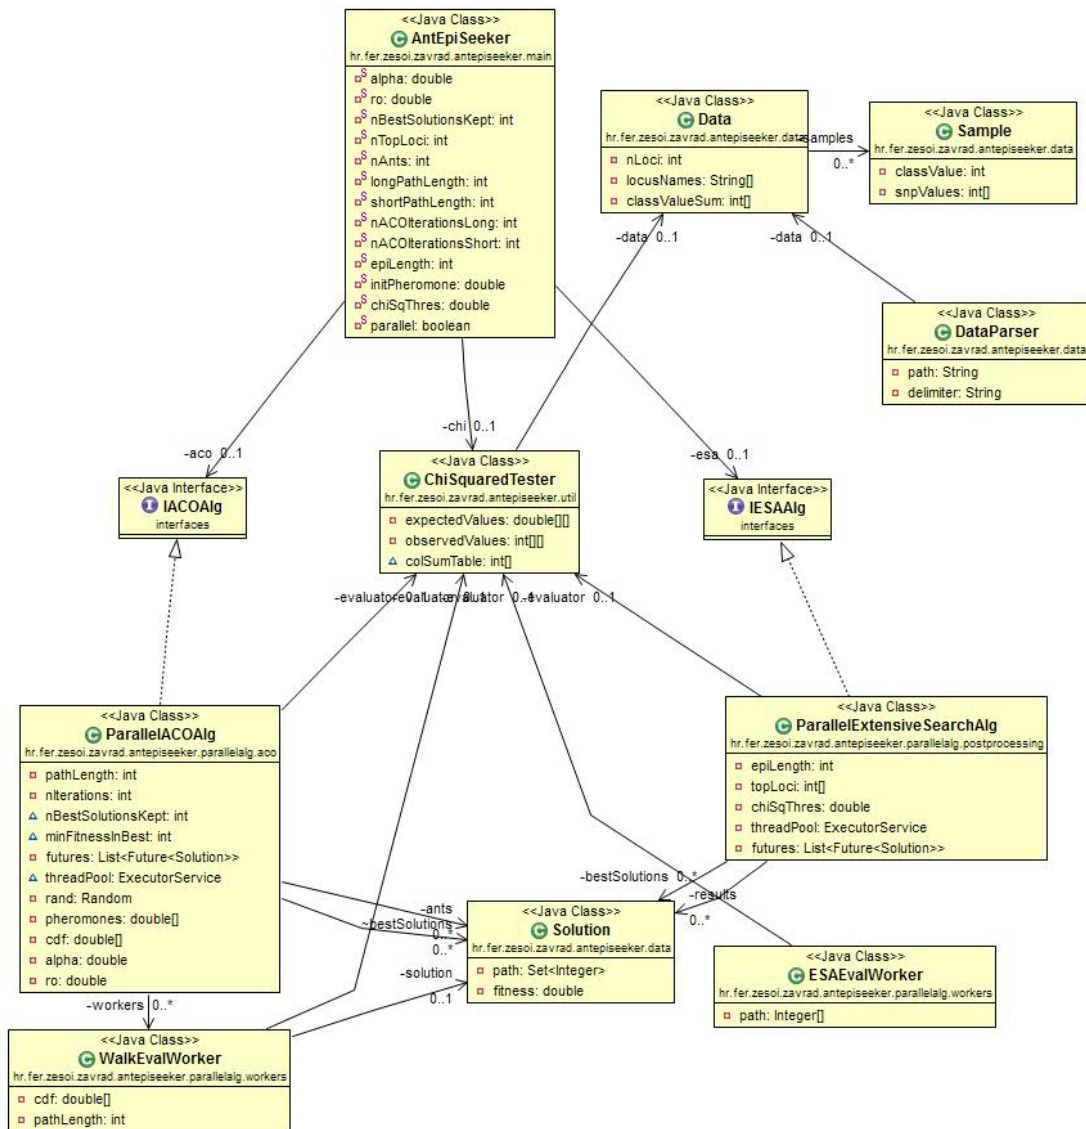 <<Java Class>>
AntEpiSeeker
hr.fer.zesoi.zavrad.antepiseeker.main
alpha: double
ro: double
nBestSolutionsKept: int
nTopLoci: int
nAnts: int
longPathLength: int
shortPathLength: int
nACOIterationsLong: int
nACOIterationsShort: int
epiLength: int
initPheromone: double
chiSqThres: double
parallel: boolean
<<Java Class>>
Data
hr.fer.zesoi.zavrad.antepiseeker.data
nLoci: int
locusNames: String[]
classValueSum: int[]
-samples
0..*
<<Java Class>>
Sample
hr.fer.zesoi.zavrad.antepiseeker.data
classValue: int
snpValues: int[]
-data 0..1
-data 0..1
<<Java Class>>
DataParser
hr.fer.zesoi.zavrad.antepiseeker.data
path: String
delimiter: String
-aco 0..1
-chi 0..1
-esa 0..1
<<Java Interface>>
IACOAlg
interfaces
<<Java Class>>
ChiSquaredTester
hr.fer.zesoi.zavrad.antepiseeker.util
expectedValues: double[][]
observedValues: int[][]
colSumTable: int[]
<<Java Interface>>
IESAAlg
interfaces
-evaluator
-evaluator 0..1
<<Java Class>>
ParallelACOAlg
hr.fer.zesoi.zavrad.antepiseeker.parallelalg.aco
pathLength: int
nIterations: int
nBestSolutionsKept: int
minFitnessInBest: int
futures: List<Future<Solution>>
threadPool: ExecutorService
rand: Random
pheromones: double[]
cdf: double[]
alpha: double
ro: double
<<Java Class>>
ParallelExtensiveSearchAlg
hr.fer.zesoi.zavrad.antepiseeker.parallelalg.postprocessing
epiLength: int
topLoci: int[]
chiSqThres: double
threadPool: ExecutorService
futures: List<Future<Solution>>
-bestSolutions 0..*
-results
0..*
-ants
0..*
~bestSolutions
0..*
<<Java Class>>
Solution
hr.fer.zesoi.zavrad.antepiseeker.data
path: Set<Integer>
fitness: double
-solution
0..1
<<Java Class>>
ESAEvalWorker
hr.fer.zesoi.zavrad.antepiseeker.parallelalg.workers
path: Integer[]
-workers 0..*
<<Java Class>>
WalkEvalWorker
hr.fer.zesoi.zavrad.antepiseeker.parallelalg.workers
cdf: double[]
pathLength: int